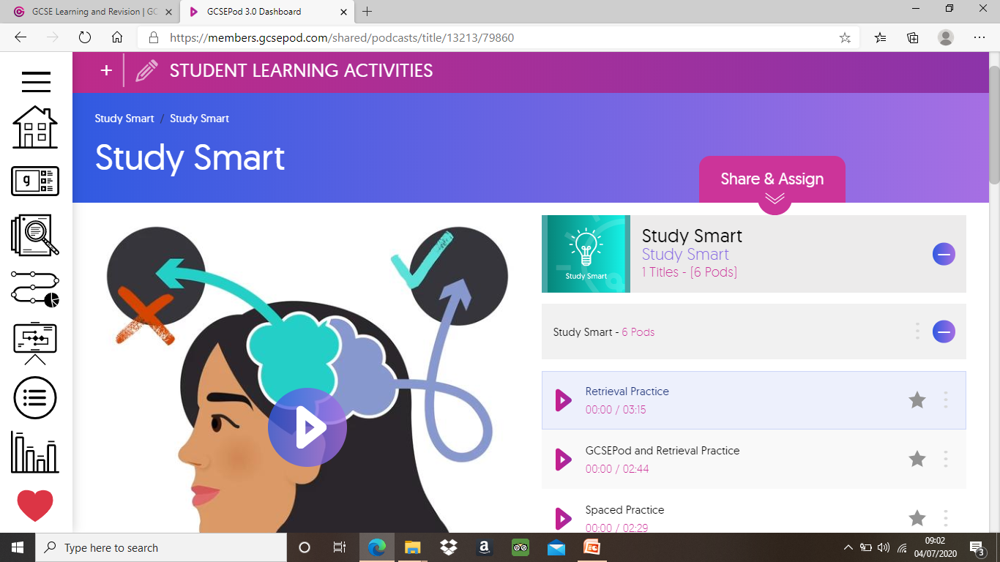 GCSE Learning and Revision | GC
GCSEPod 3.0 Dashboard
https://members.gcsepod.com/shared/podcasts/title/13213/79860
STUDENT LEARNING ACTIVITIES
Study Smart / Study Smart
Study Smart
Share & Assign
g
Study Smart
Study Smart
Study Smart
1 Titles - (6 Pods)
Study Smart - 6 Pods
Retrieval Practice
00:00 / 03:15
GCSEPod and Retrieval Practice
00:00 / 02:44
Spaced Practice
00:00 / 02:29
Type here to search
a
09:02
04/07/2020
3